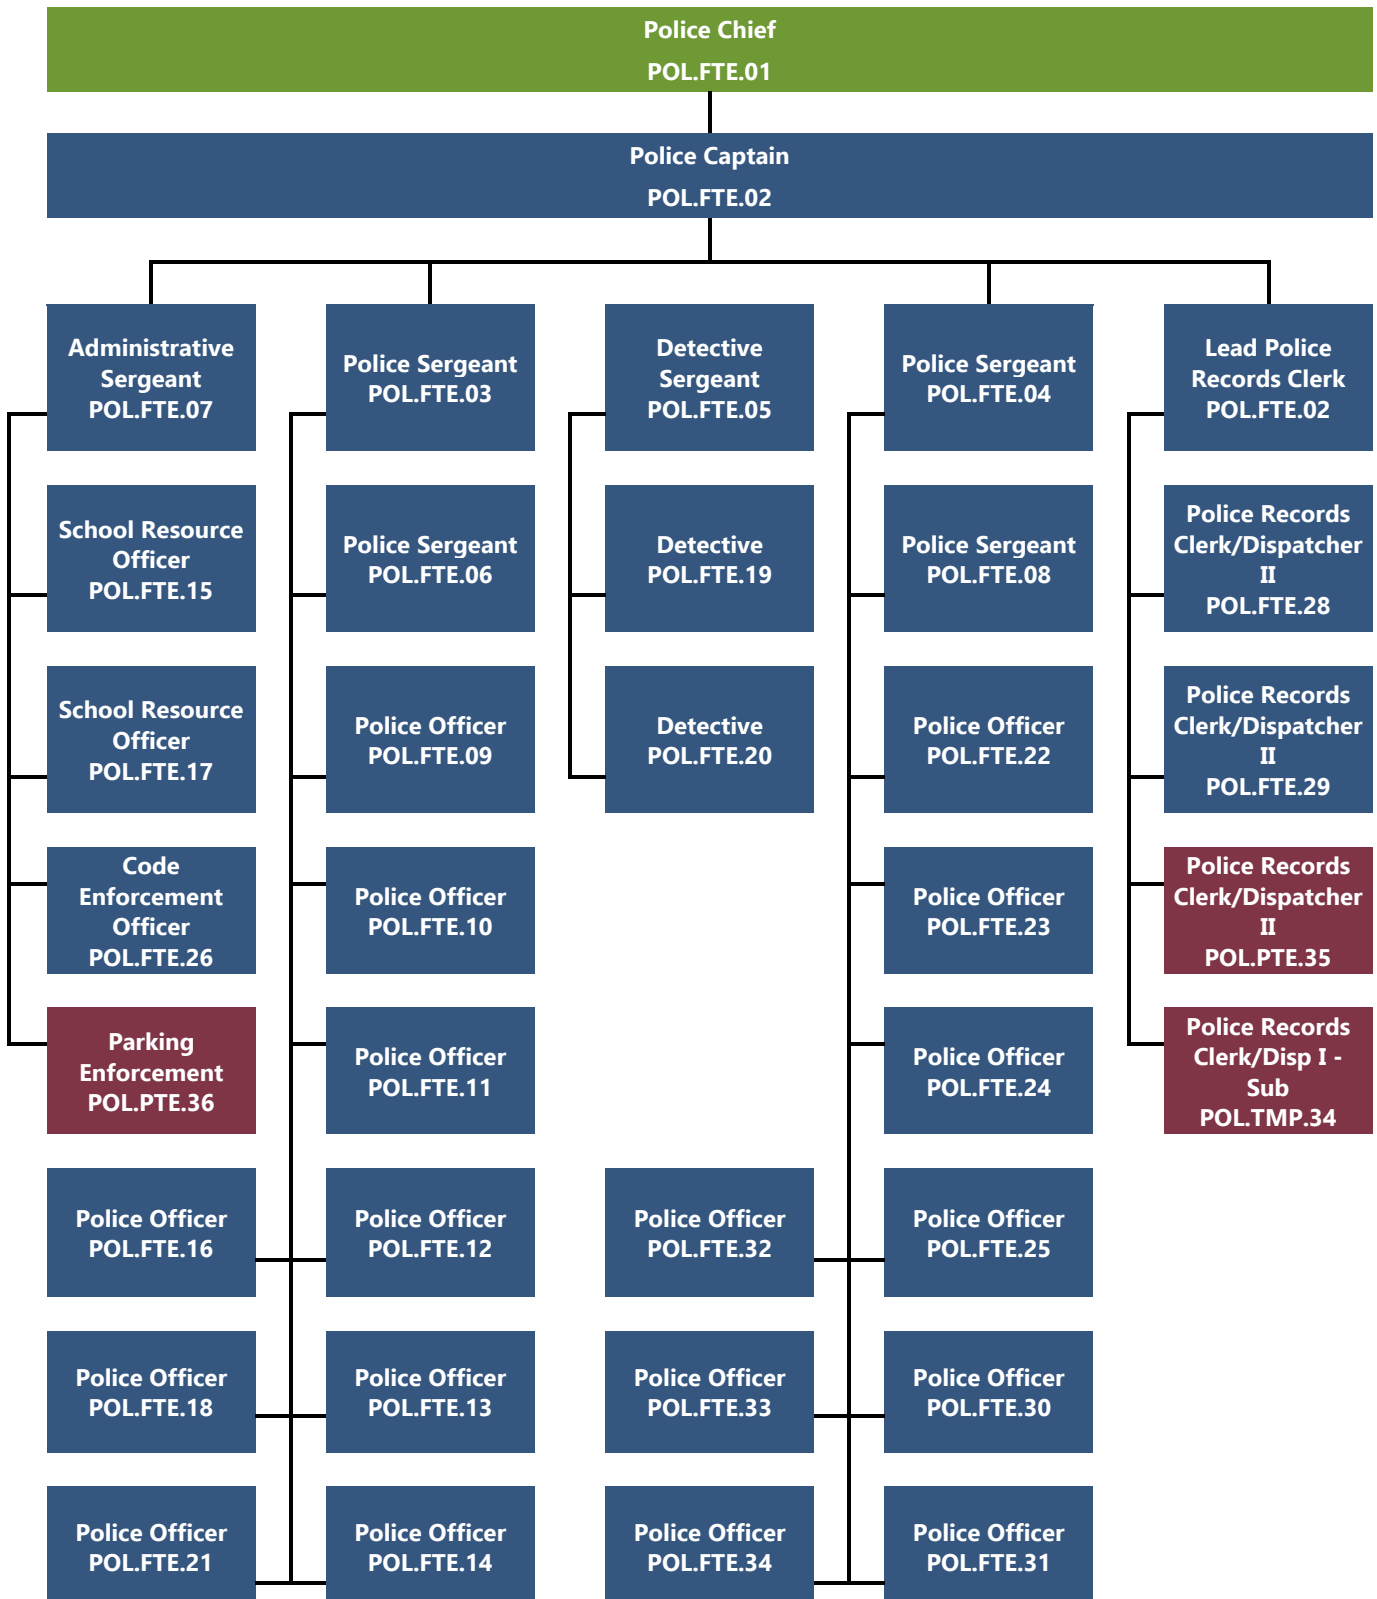 Police Chief
POL.FTE.01
Police Captain
POL.FTE.02
Administrative
Sergeant
POL.FTE.07
Police Sergeant
POL.FTE.03
Detective
Sergeant
POL.FTE.05
Police Sergeant
POL.FTE.04
Lead Police
Records Clerk
POL.FTE.02
School Resource
Officer
POL.FTE.15
Police Sergeant
POL.FTE.06
Detective
POL.FTE.19
Police Sergeant
POL.FTE.08
Police Records
Clerk/Dispatcher
II
POL.FTE.28
School Resource
Officer
POL.FTE.17
Police Officer
POL.FTE.09
Detective
POL.FTE.20
Police Officer
POL.FTE.22
Police Records
Clerk/Dispatcher
II
POL.FTE.29
Code
Enforcement
Officer
POL.FTE.26
Police Officer
POL.FTE.10
Police Officer
POL.FTE.23
Police Records
Clerk/Dispatcher
II
POL.PTE.35
Parking
Enforcement
POL.PTE.36
Police Officer
POL.FTE.11
Police Officer
POL.FTE.24
Police Records
Clerk/Disp I -
Sub
POL.TMP.34
Police Officer
POL.FTE.16
Police Officer
POL.FTE.12
Police Officer
POL.FTE.32
Police Officer
POL.FTE.25
Police Officer
POL.FTE.18
Police Officer
POL.FTE.13
Police Officer
POL.FTE.33
Police Officer
POL.FTE.30
Police Officer
POL.FTE.21
Police Officer
POL.FTE.14
Police Officer
POL.FTE.34
Police Officer
POL.FTE.31